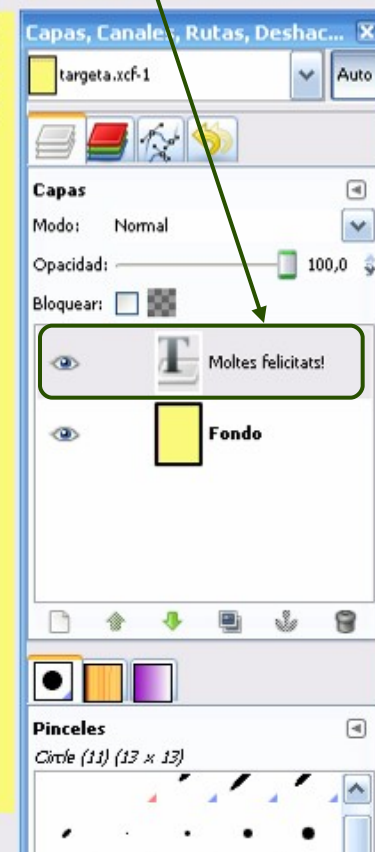 Capas, Canales, Rutas, Deshac...
targeta.xcf-1
Auto
Capas
Modo: Normal
Opacidad: 100,0
Bloquear:
T Moltes felicitats!
Fondo
Pinceles
Circle (11) (13 x 13)